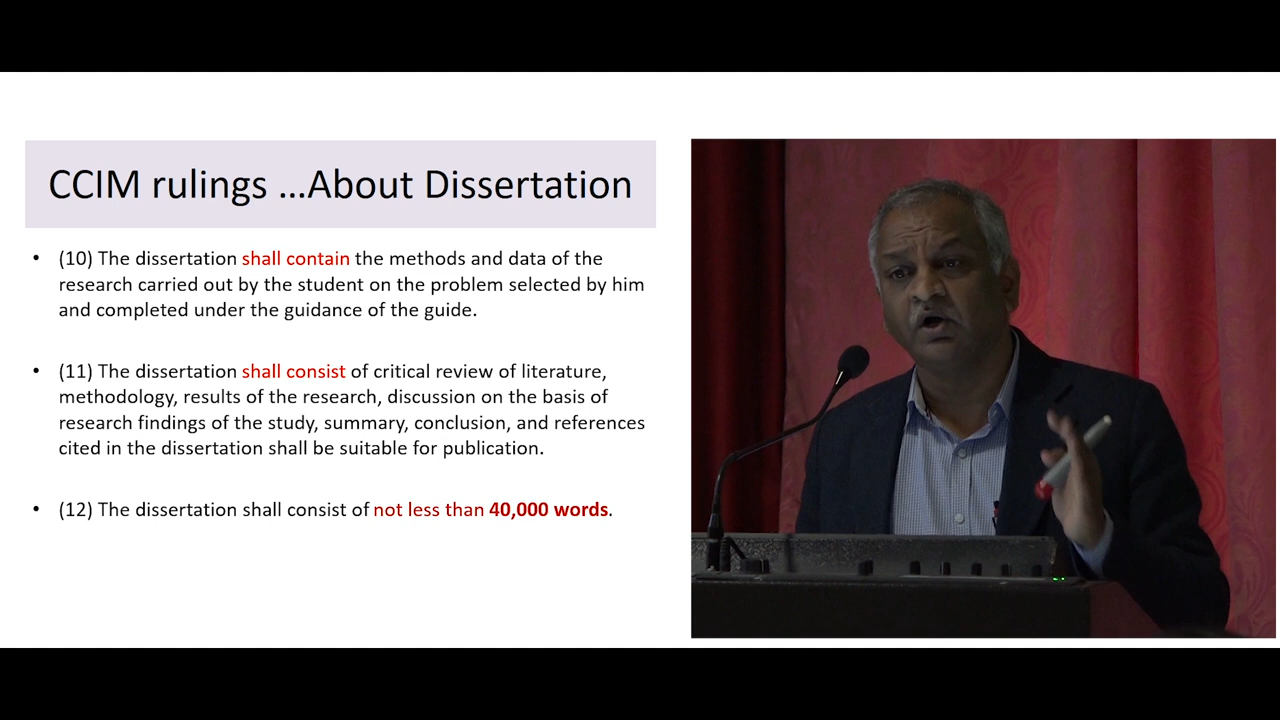 CCIM rulings ...About Dissertation
• (10) The dissertation shall contain the methods and data of the
research carried out by the student on the problem selected by him
and completed under the guidance of the guide.
• (11) The dissertation shall consist of critical review of literature,
methodology, results of the research, discussion on the basis of
research findings of the study, summary, conclusion, and references
cited in the dissertation shall be suitable for publication.
• (12) The dissertation shall consist of not less than 40,000 words.